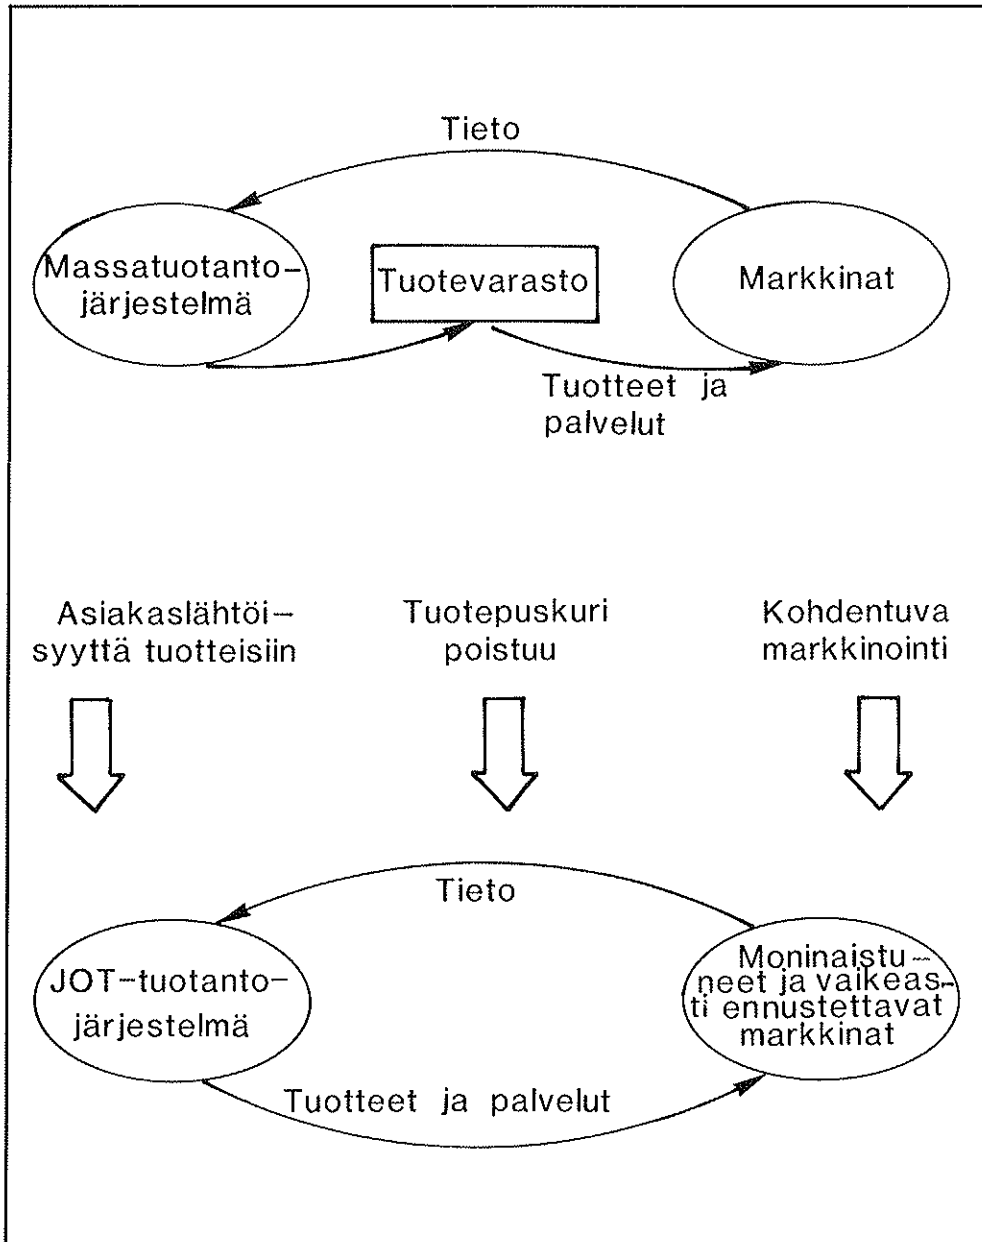 Tieto
Massatuotanto-
järjestelmä
Tuotevarasto
Markkinat
Tuotteet ja
palvelut
Asiakaslähtöi-
syyttä tuotteisiin
Tuotepuskuri
poistuu
Kohdentuva
markkinointi
Tieto
JOT-tuotanto-
järjestelmä
Moninaistu-
neet ja vaikeas-
ti ennustettavat
markkinat
Tuotteet ja palvelut